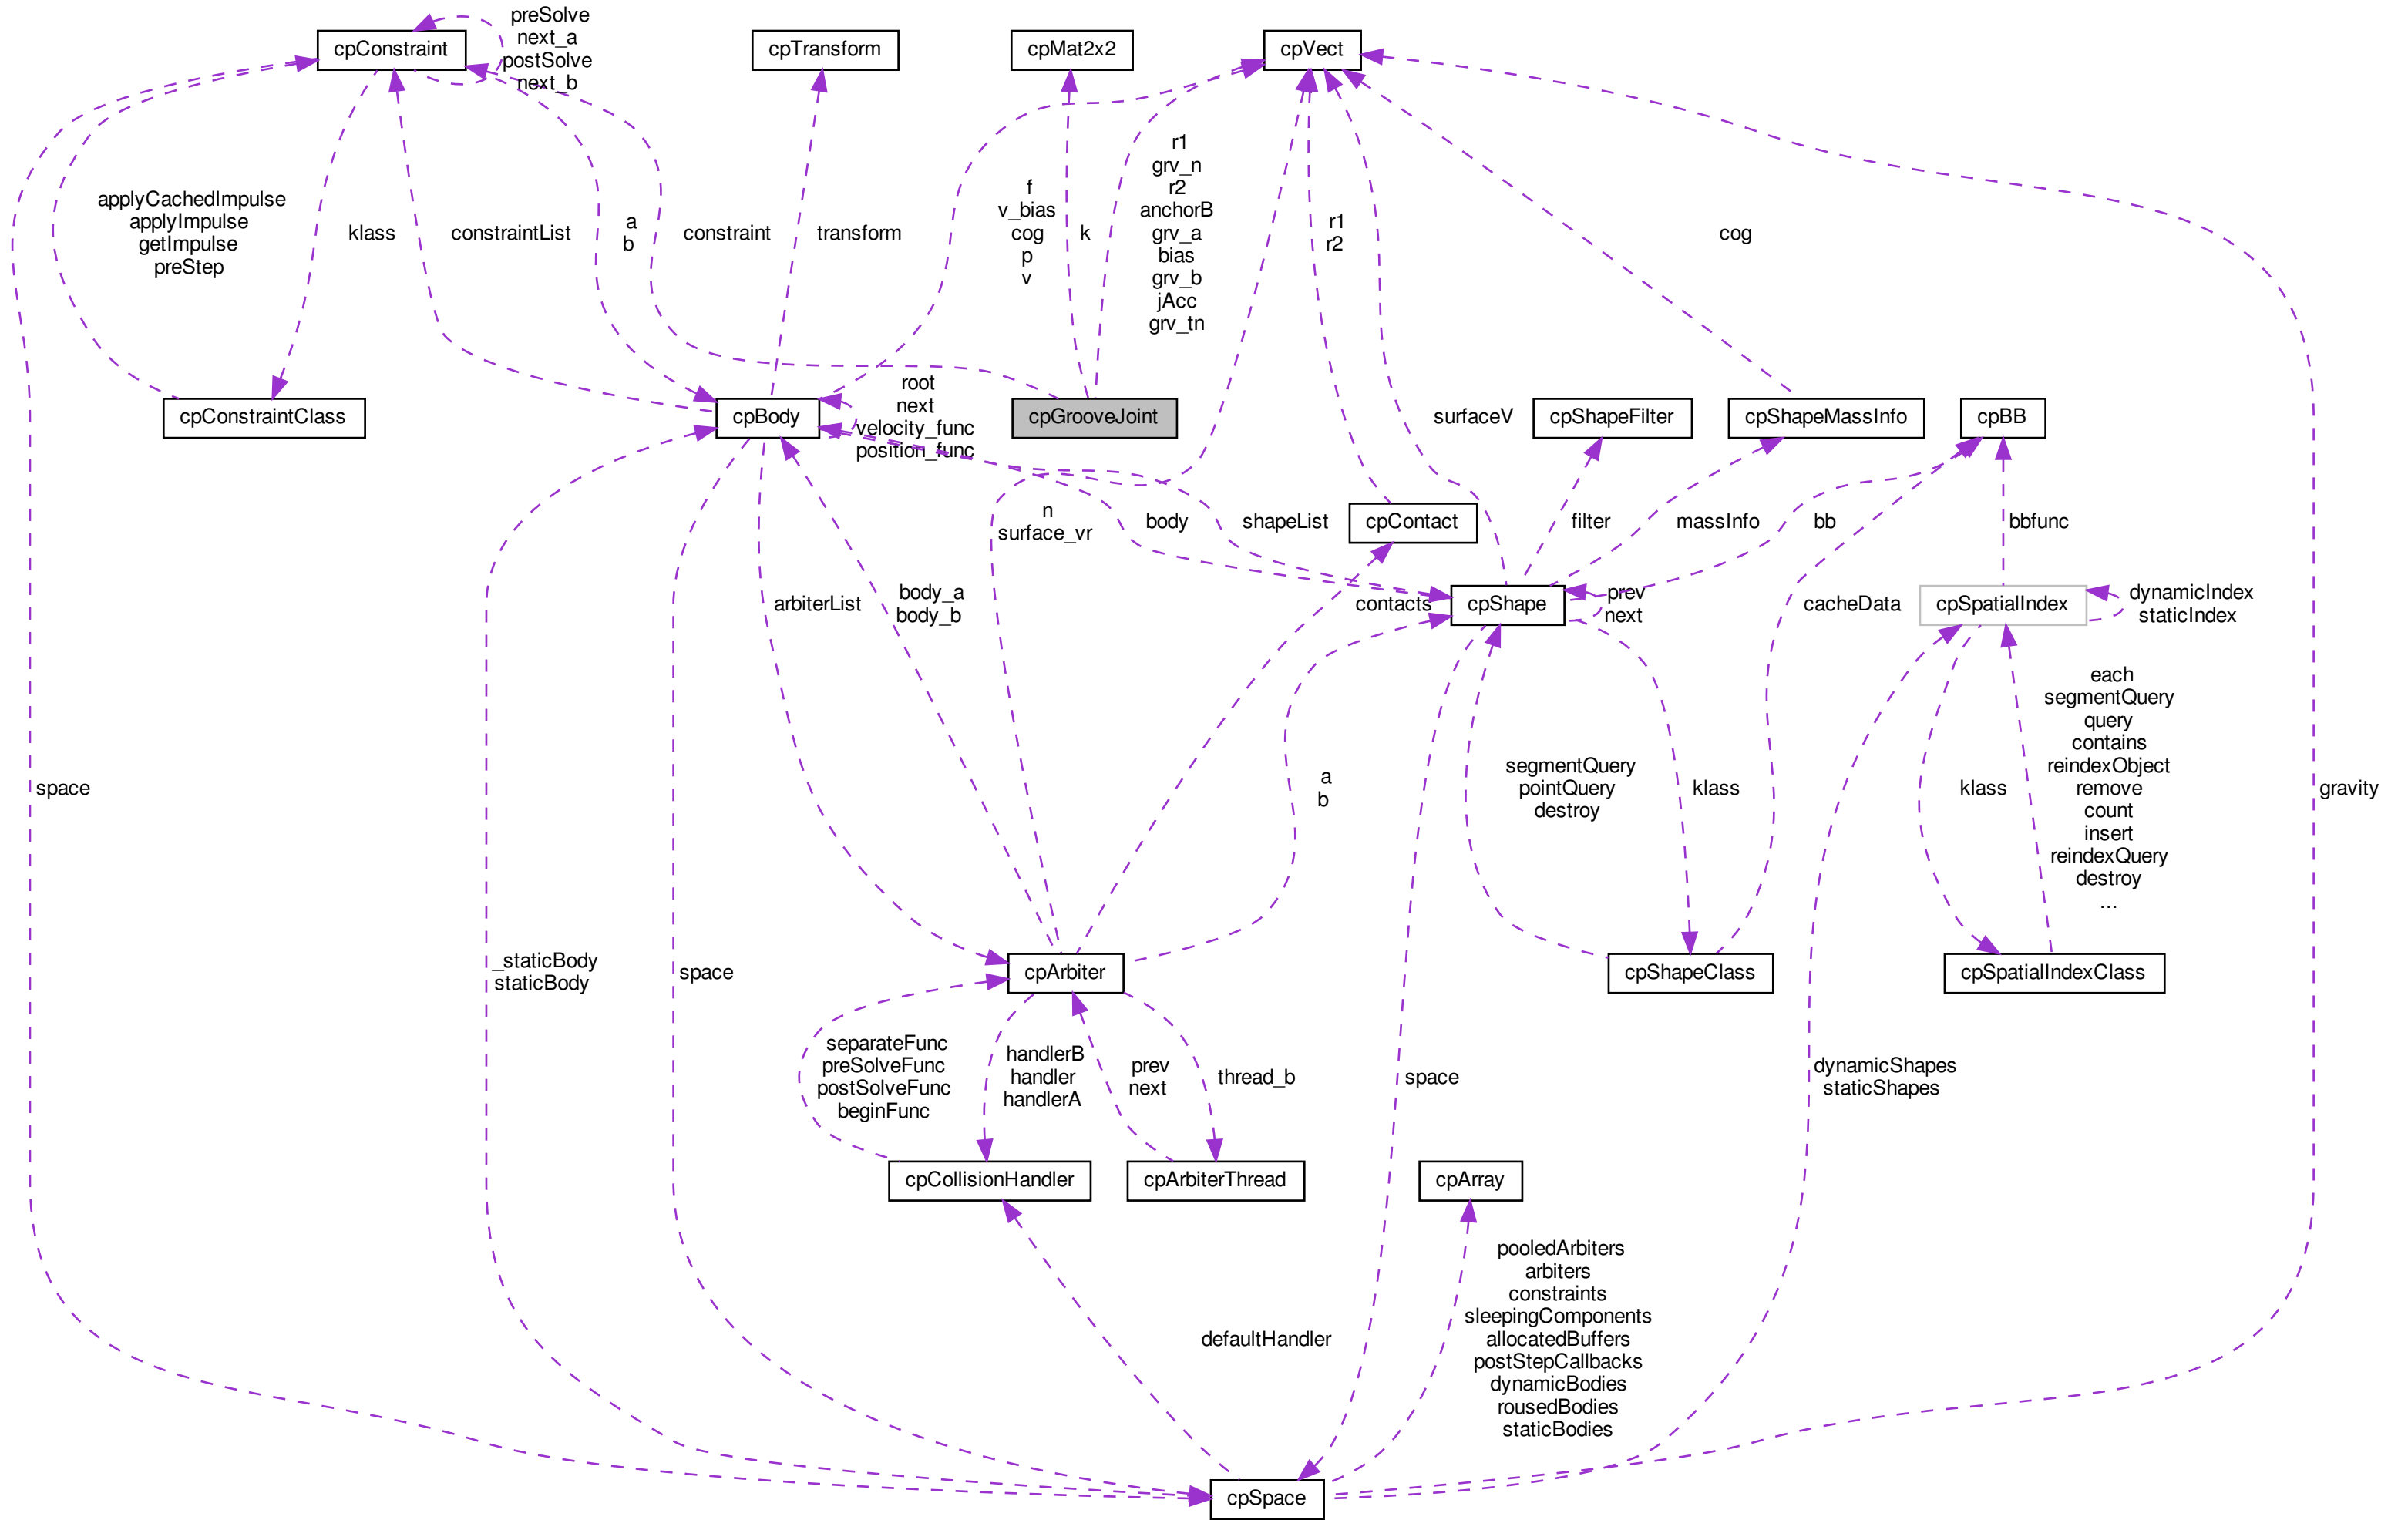 preSolve
next_a
postSolve
next_b
cpConstraint
cpTransform
cpMat2x2
cpVect
applyCachedImpulse
applyImpulse
getImpulse
preStep
klass
constraintList
a
b
constraint
transform
f
v_bias
cog
p
v
k
r1
grv_n
r2
anchorB
grv_a
bias
grv_b
jAcc
grv_tn
r1
r2
cog
cpConstraintClass
cpBody
root
next
velocity_func
position_func
cpGrooveJoint
surfaceV
cpShapeFilter
cpShapeMassInfo
cpBB
n
surface_vr
body
shapeList
cpContact
filter
massInfo
bb
bbfunc
arbiterList
body_a
body_b
contacts
cpShape
prev
next
cacheData
cpSpatialIndex
dynamicIndex
staticIndex
space
a
b
segmentQuery
pointQuery
destroy
klass
klass
each
segmentQuery
query
contains
reindexObject
remove
count
insert
reindexQuery
destroy
...
gravity
_staticBody
staticBody
space
cpArbiter
cpShapeClass
cpSpatialIndexClass
separateFunc
preSolveFunc
postSolveFunc
beginFunc
handlerB
handler
handlerA
prev
next
thread_b
space
dynamicShapes
staticShapes
cpCollisionHandler
cpArbiterThread
cpArray
defaultHandler
pooledArbiters
arbiters
constraints
sleepingComponents
allocatedBuffers
postStepCallbacks
dynamicBodies
rousedBodies
staticBodies
cpSpace